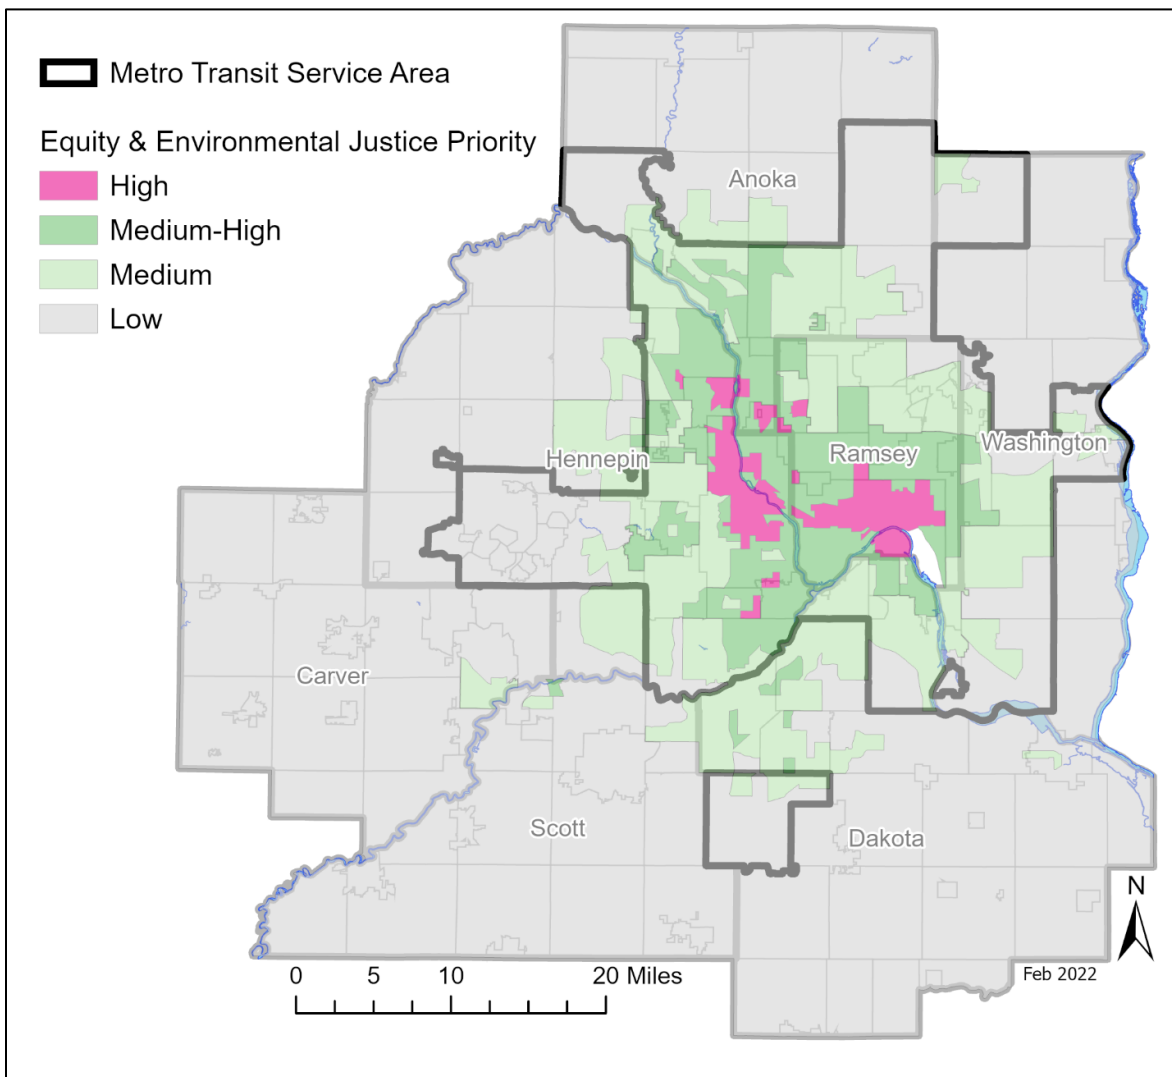 Metro Transit Service Area
Equity & Environmental Justice Priority
High
Medium-High
Medium
Low
Anoka
Hennepin
Ramsey
Washington
Carver
Scott
Dakota
N
0 5 10 20 Miles
Feb 2022